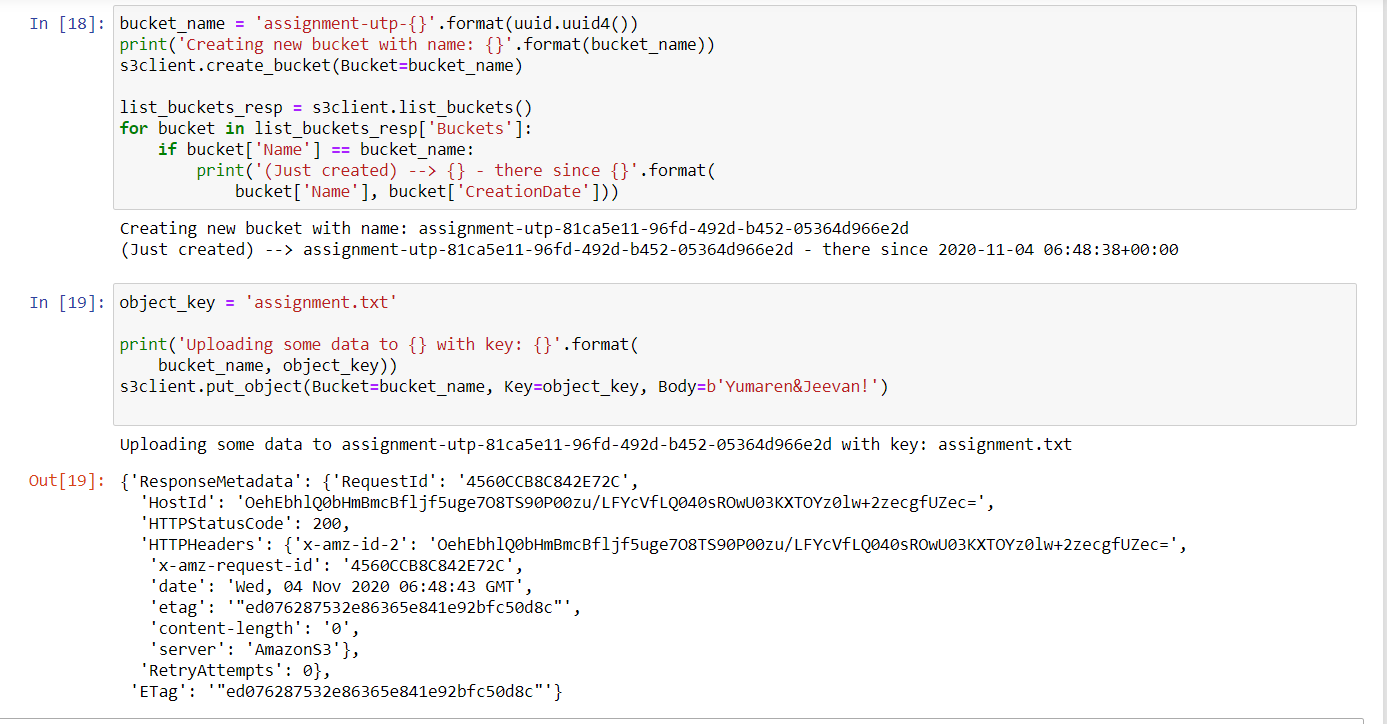 In [18]: bucket_name = 'assignment-utp-{}'.format(uuid.uuid4())
print('Creating new bucket with name: {}'.format(bucket_name))
s3client.create_bucket(Bucket=bucket_name)
list_buckets_resp = s3client.list_buckets()
for bucket in list_buckets_resp['Buckets']:
    if bucket['Name'] == bucket_name:
        print('(Just created) --> {} - there since {}'.format(
            bucket['Name'], bucket['CreationDate']))
Creating new bucket with name: assignment-utp-81ca5e11-96fd-492d-b452-05364d966e2d
(Just created) --> assignment-utp-81ca5e11-96fd-492d-b452-05364d966e2d - there since 2020-11-04 06:48:38+00:00
In [19]: object_key = 'assignment.txt'
print('Uploading some data to {} with key: {}'.format(
    bucket_name, object_key))
s3client.put_object(Bucket=bucket_name, Key=object_key, Body=b'Yumaren&Jeevan!')
Uploading some data to assignment-utp-81ca5e11-96fd-492d-b452-05364d966e2d with key: assignment.txt
Out[19]: {'ResponseMetadata': {'RequestId': '4560CCB8C842E72C',
  'HostId': 'OehEbhlQ0bHmBmcBfljf5uge7O8TS90P00zu/LFYcVfLQ040sROwU03KXTOYz0lw+2zecgfUZec=',
  'HTTPStatusCode': 200,
  'HTTPHeaders': {'x-amz-id-2': 'OehEbhlQ0bHmBmcBfljf5uge7O8TS90P00zu/LFYcVfLQ040sROwU03KXTOYz0lw+2zecgfUZec=',
   'x-amz-request-id': '4560CCB8C842E72C',
   'date': 'Wed, 04 Nov 2020 06:48:43 GMT',
   'etag': '"ed076287532e86365e841e92bfc50d8c"',
   'content-length': '0',
   'server': 'AmazonS3'},
  'RetryAttempts': 0},
 'ETag': '"ed076287532e86365e841e92bfc50d8c"'}